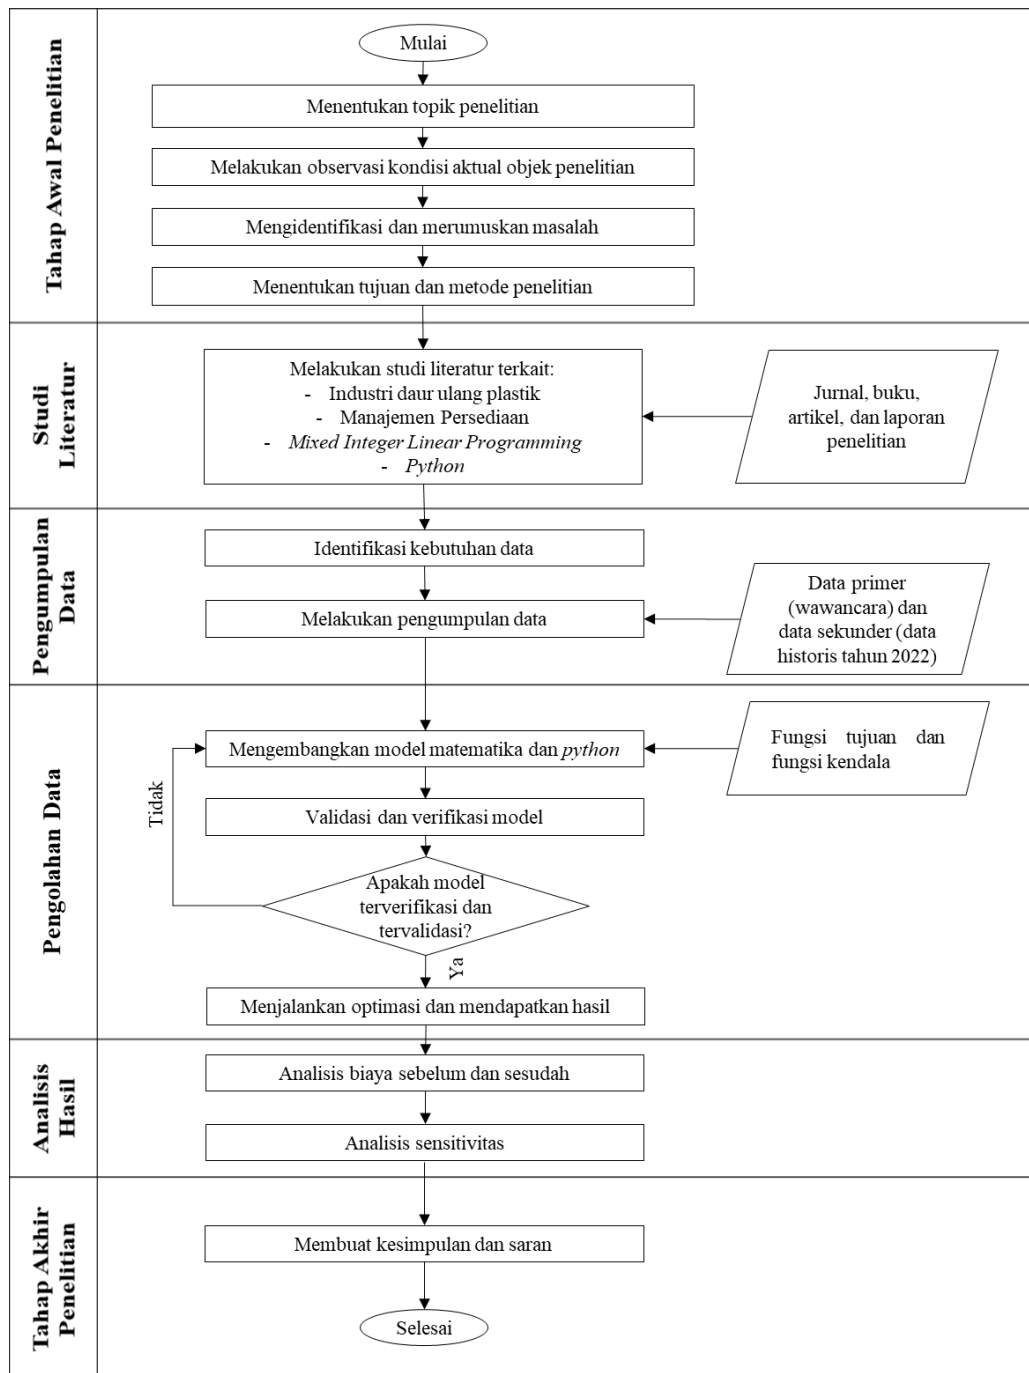 Tahap Awal Penelitian
Mulai
Menentukan topik penelitian
Melakukan observasi kondisi aktual objek penelitian
Mengidentifikasi dan merumuskan masalah
Menentukan tujuan dan metode penelitian
Studi
Literatur
Melakukan studi literatur terkait:
- Industri daur ulang plastik
- Manajemen Persediaan
- Mixed Integer Linear Programming
- Python
Jurnal, buku,
artikel, dan laporan
penelitian
Pengumpulan
Data
Identifikasi kebutuhan data
Melakukan pengumpulan data
Data primer
(wawancara) dan
data sekunder (data
historis tahun 2022)
Pengolahan Data
Mengembangkan model matematika dan python
Fungsi tujuan dan
fungsi kendala
Validasi dan verifikasi model
Tidak
Apakah model
terverifikasi dan
tervalidasi?
Ya
Menjalankan optimasi dan mendapatkan hasil
Analisis
Hasil
Analisis biaya sebelum dan sesudah
Analisis sensitivitas
Tahap Akhir
Penelitian
Membuat kesimpulan dan saran
Selesai